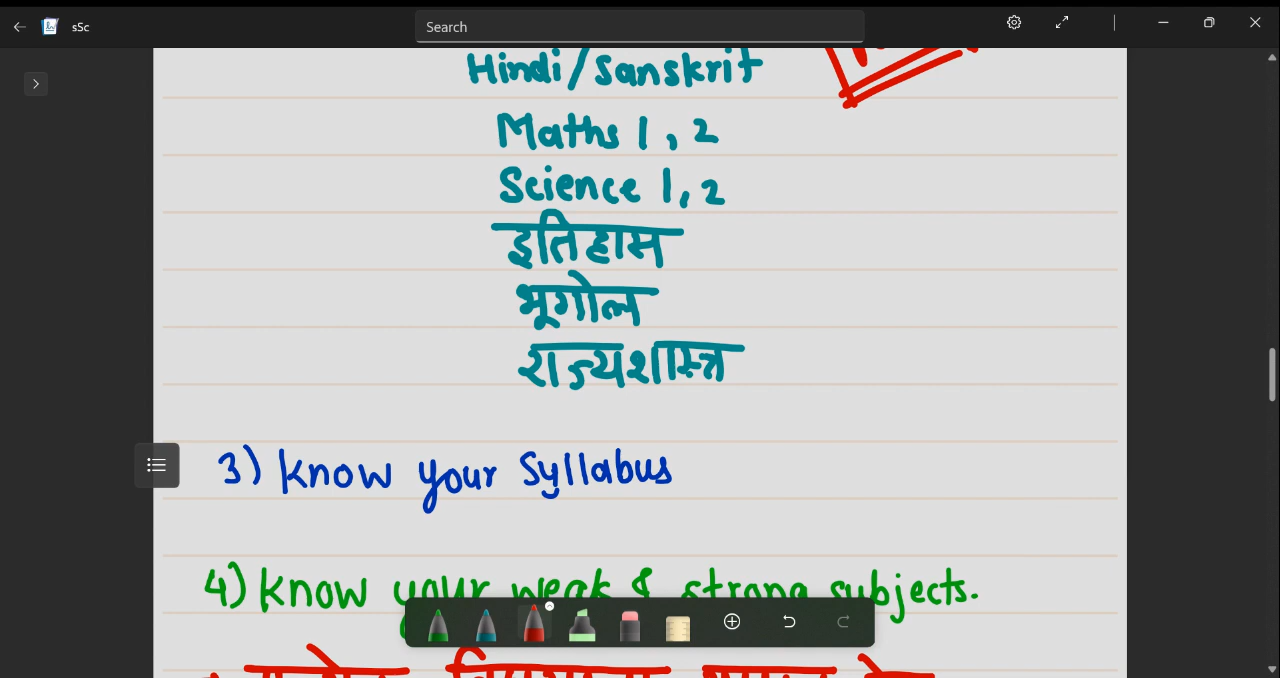 sSc
Search
Hindi/Sanskrit
Maths 1, 2
Science 1, 2
इतिहास
भूगोल
राज्यशास्त्र
3) Know your Syllabus
4) Know your weak & strong subjects.